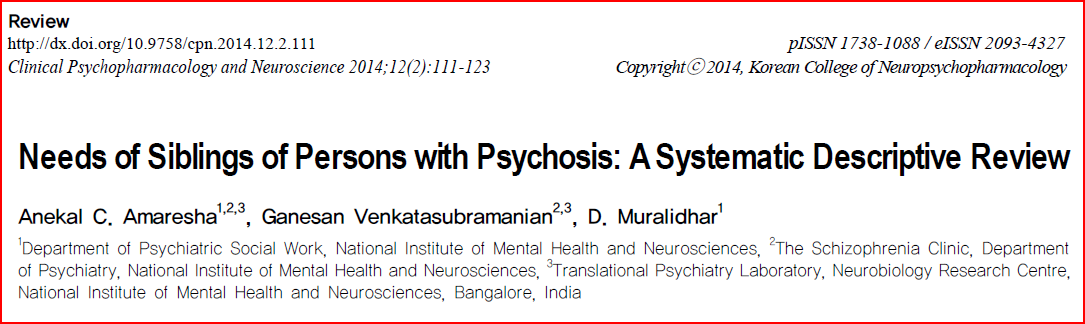 Review
http://dx.doi.org/10.9758/cpn.2014.12.2.111
pISSN 1738-1088 / eISSN 2093-4327
Clinical Psychopharmacology and Neuroscience 2014;12(2):111-123
Copyrightⓒ2014, Korean College of Neuropsychopharmacology
Needs of Siblings of Persons with Psychosis: A Systematic Descriptive Review
Anekal C. Amaresha1,2,3, Ganesan Venkatasubramanian2,3, D. Muralidhar1
1Department of Psychiatric Social Work, National Institute of Mental Health and Neurosciences, 2The Schizophrenia Clinic, Department
of Psychiatry, National Institute of Mental Health and Neurosciences, 3Translational Psychiatry Laboratory, Neurobiology Research Centre,
National Institute of Mental Health and Neurosciences, Bangalore, India